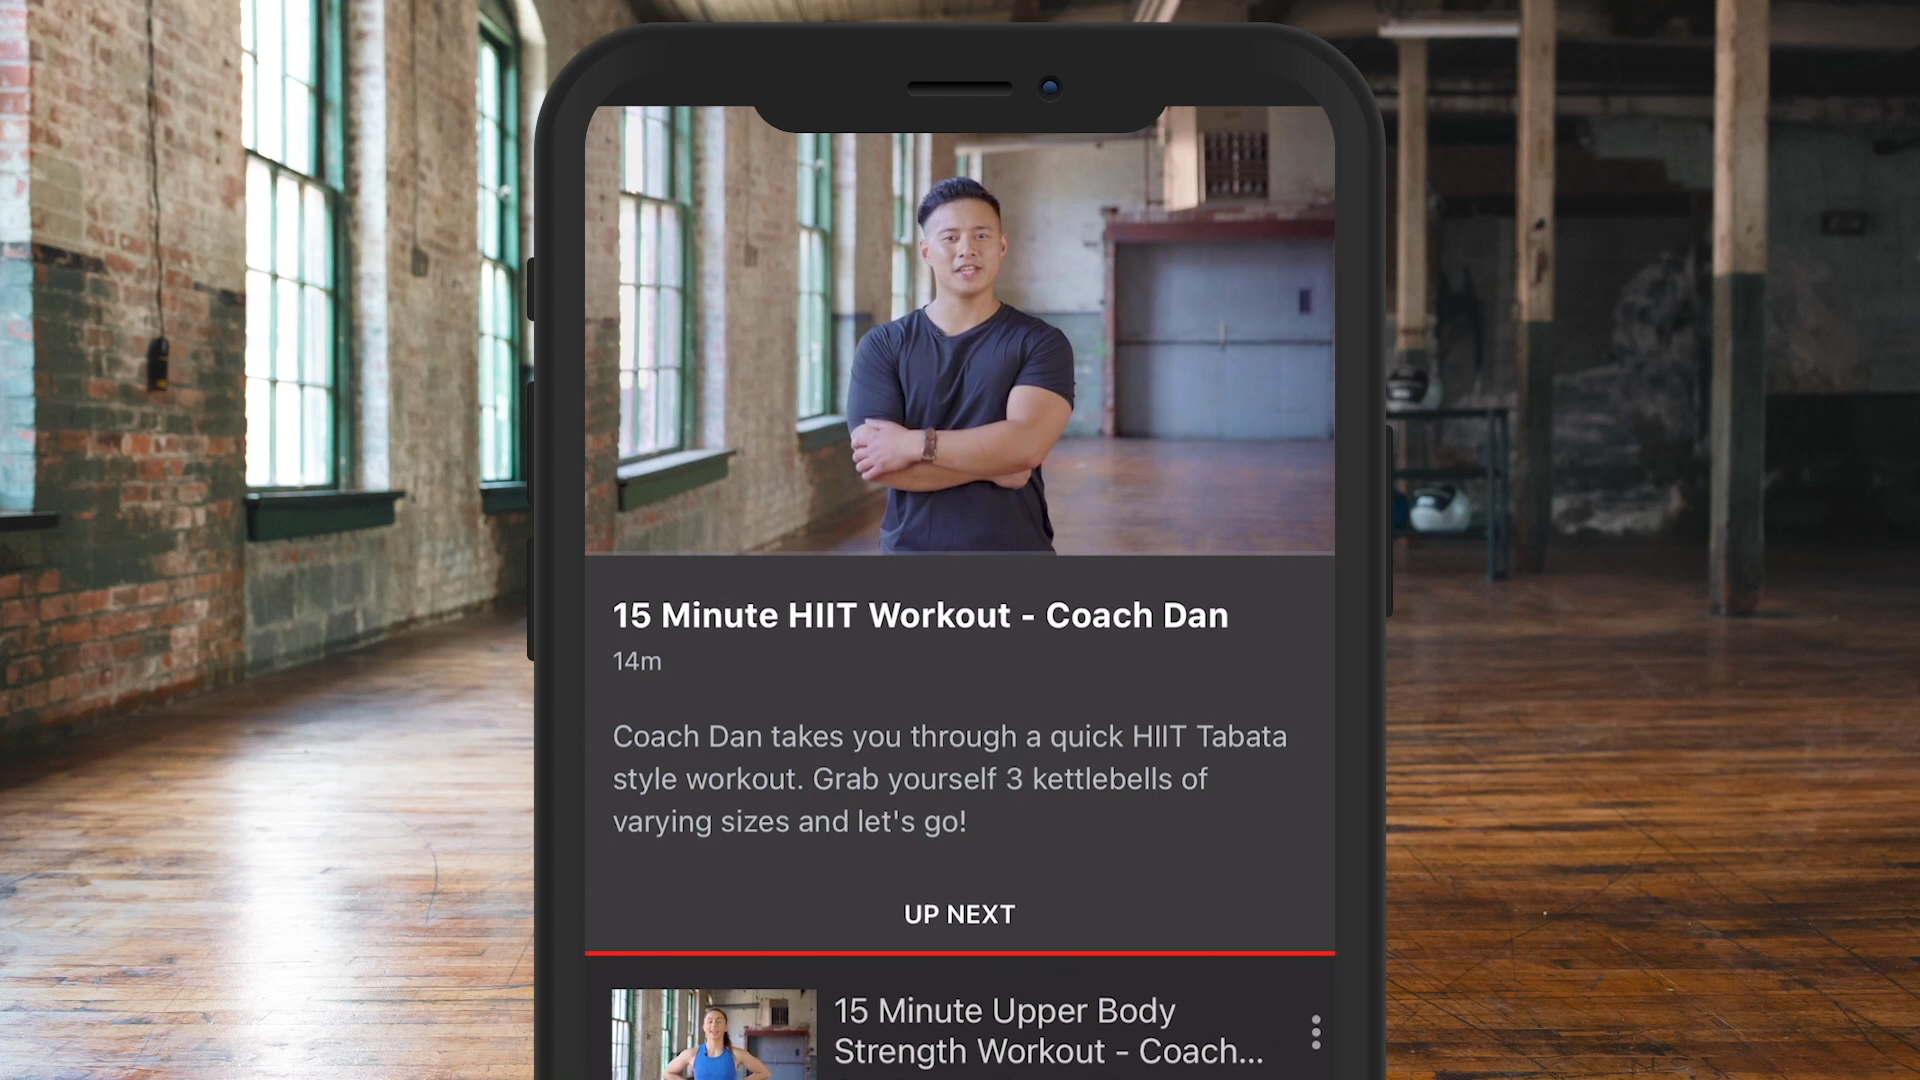 15 Minute HIIT Workout - Coach Dan
14m
Coach Dan takes you through a quick HIIT Tabata
style workout. Grab yourself 3 kettlebells of
varying sizes and let's go!
UP NEXT
15 Minute Upper Body
Strength Workout - Coach...